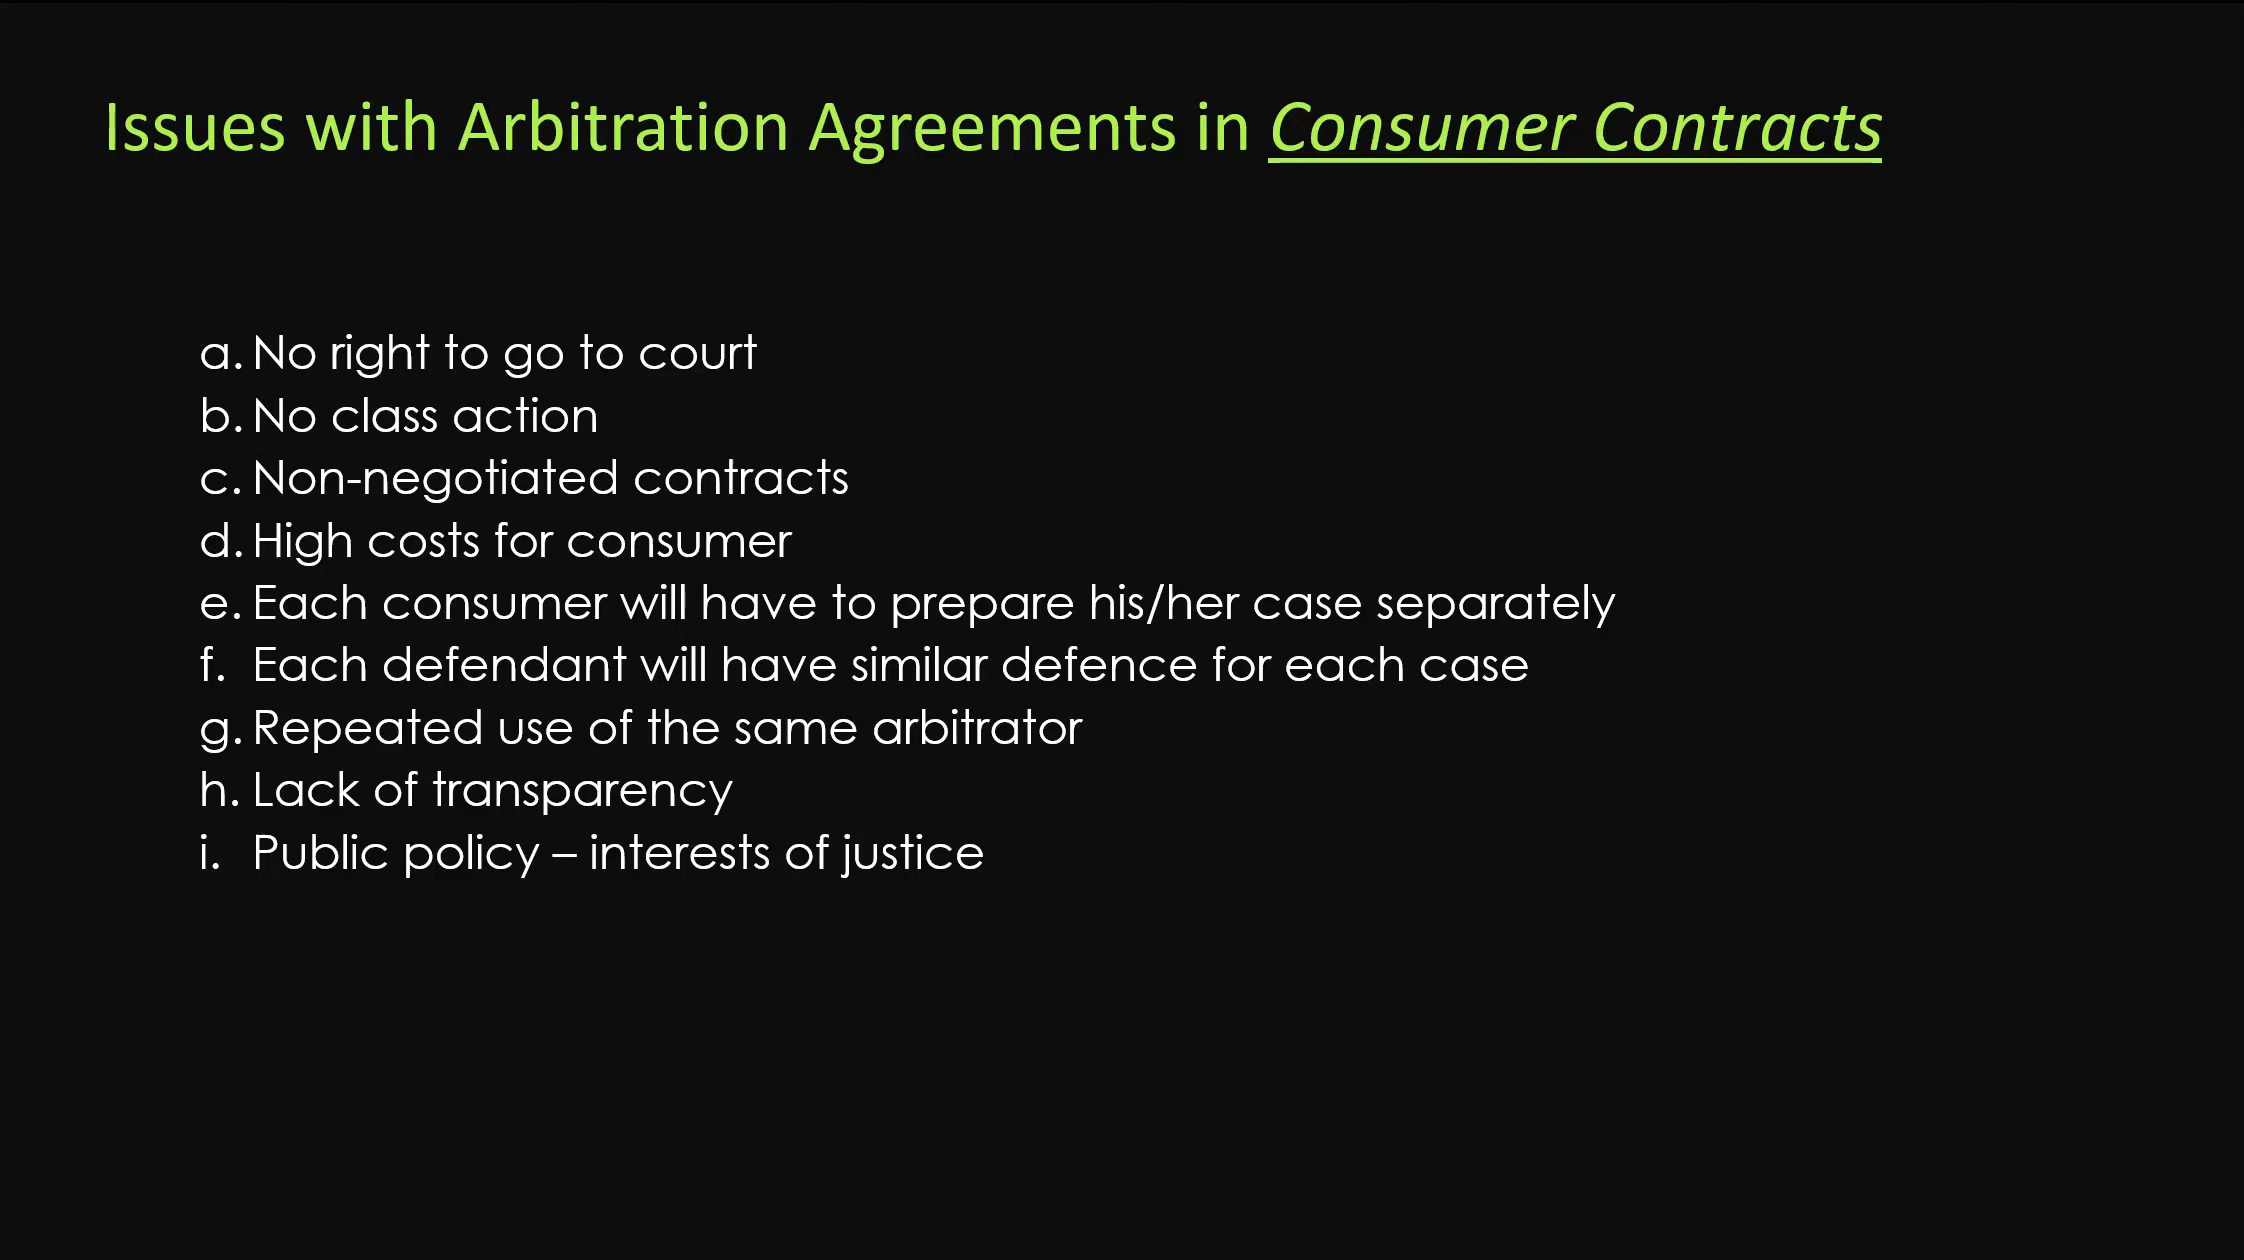 Issues with Arbitration Agreements in Consumer Contracts
a. No right to go to court
b. No class action
c. Non-negotiated contracts
d. High costs for consumer
e. Each consumer will have to prepare his/her case separately
f. Each defendant will have similar defence for each case
g. Repeated use of the same arbitrator
h. Lack of transparency
i. Public policy – interests of justice